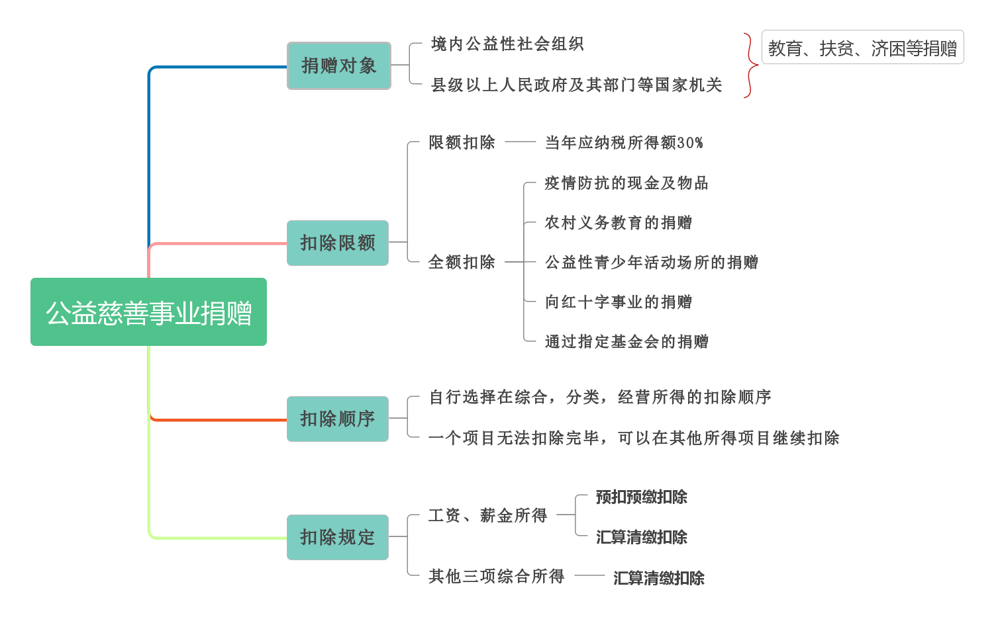 公益慈善事业捐赠
捐赠对象
境内公益性社会组织
县级以上人民政府及其部门等国家机关
教育、扶贫、济困等捐赠
扣除限额
限额扣除
当年应纳税所得额30%
全额扣除
疫情防抗的现金及物品
农村义务教育的捐赠
公益性青少年活动场所的捐赠
向红十字事业的捐赠
通过指定基金会的捐赠
扣除顺序
自行选择在综合，分类，经营所得的扣除顺序
一个项目无法扣除完毕，可以在其他所得项目继续扣除
扣除规定
工资、薪金所得
预扣预缴扣除
汇算清缴扣除
其他三项综合所得
汇算清缴扣除